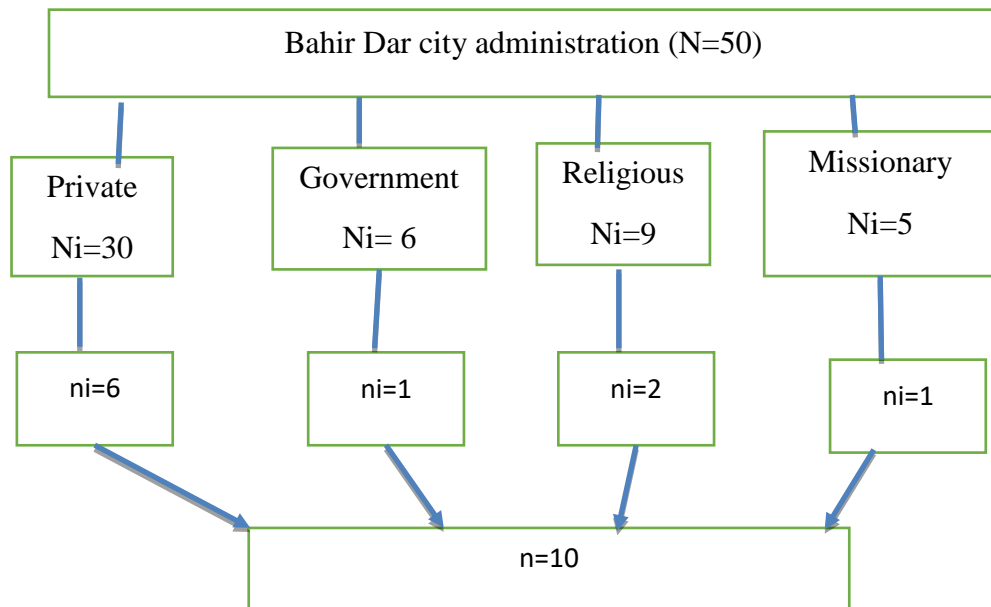 Bahir Dar city administration (N=50)
Private
Ni=30
Government
Ni= 6
Religious
Ni=9
Missionary
Ni=5
ni=6
ni=1
ni=2
ni=1
n=10